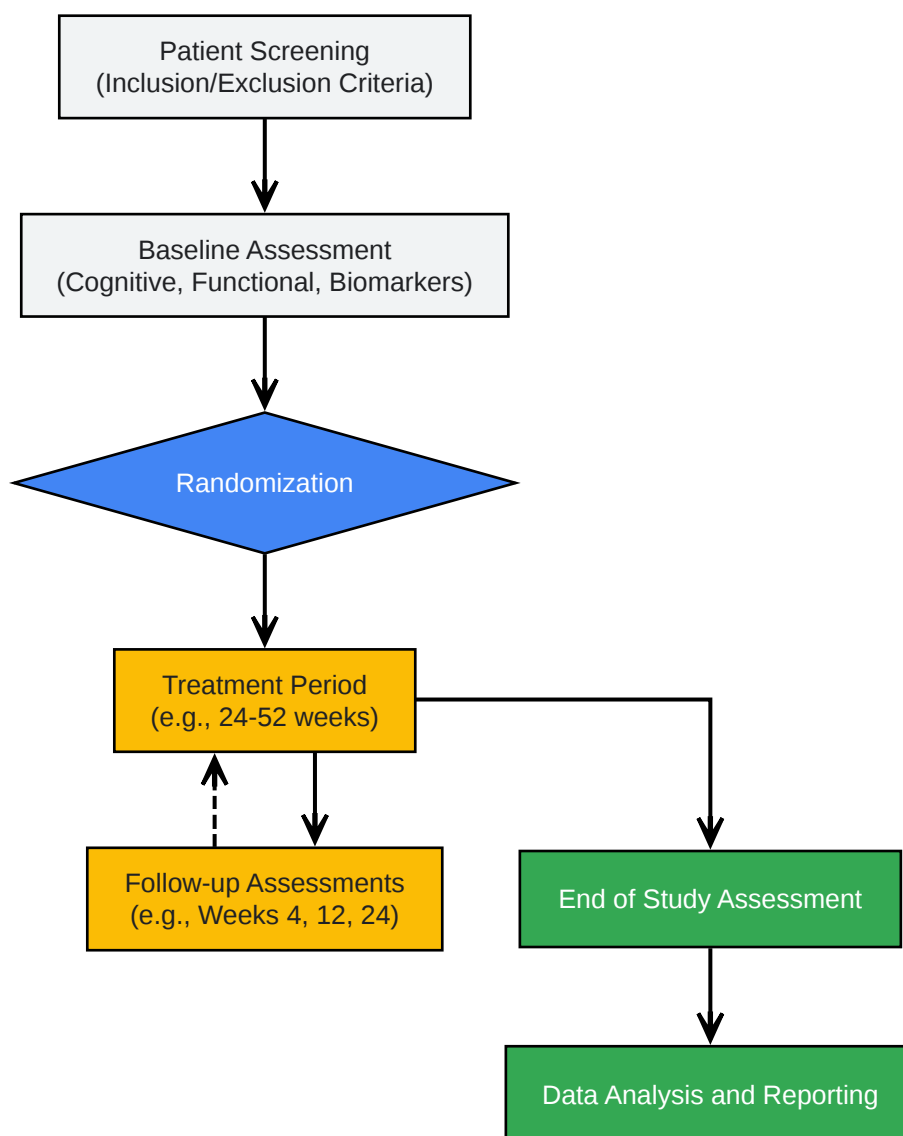 Patient Screening
(Inclusion/Exclusion Criteria)
Baseline Assessment
(Cognitive, Functional, Biomarkers)
Randomization
Treatment Period
(e.g., 24-52 weeks)
Follow-up Assessments
(e.g., Weeks 4, 12, 24)
End of Study Assessment
Data Analysis and Reporting